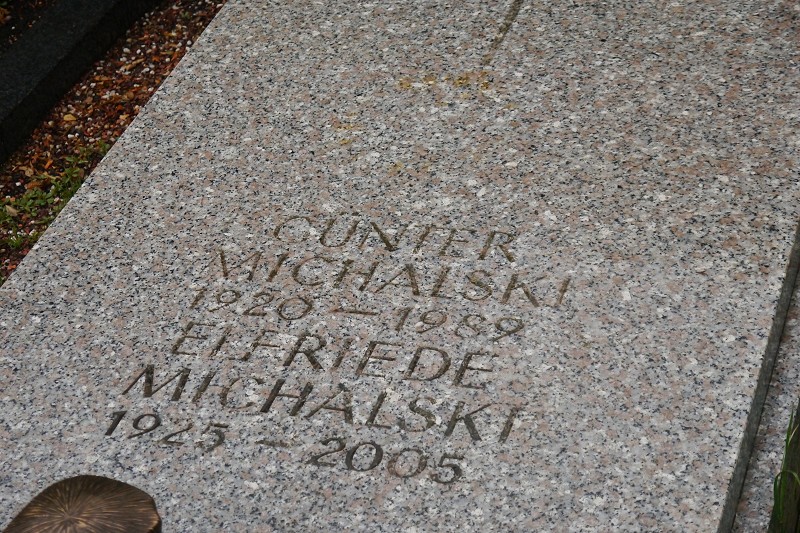 GÜNTER
MICHALSKI
1920 – 1989
ELFRIEDE
MICHALSKI
1925 – 2005